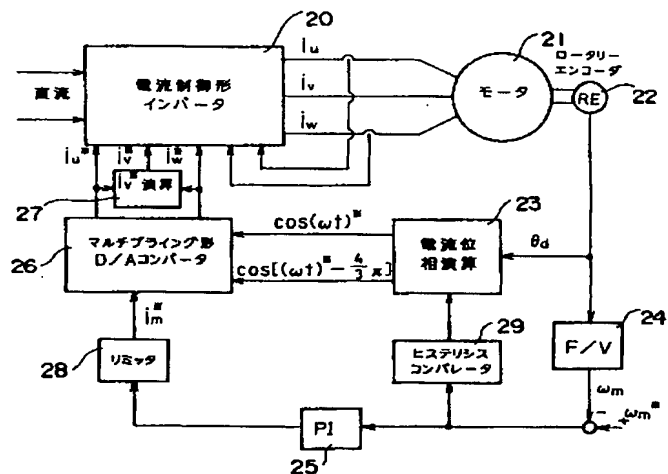 20
21
ロータリー
エンコーダ
22
直流
電流制御形
インバータ
iu
iv
iw
モータ
RE
iu* iv* iw*
27
iv* 演算
26
マルチプライング形
D/Aコンバータ
cos(ωt)*
cos[(ωt)*-4/3π]
23
電流位
相演算
θd
im*
28
リミッタ
29
ヒステリシス
コンパレータ
24
F/V
ωm
-
+ωm*
PI
25